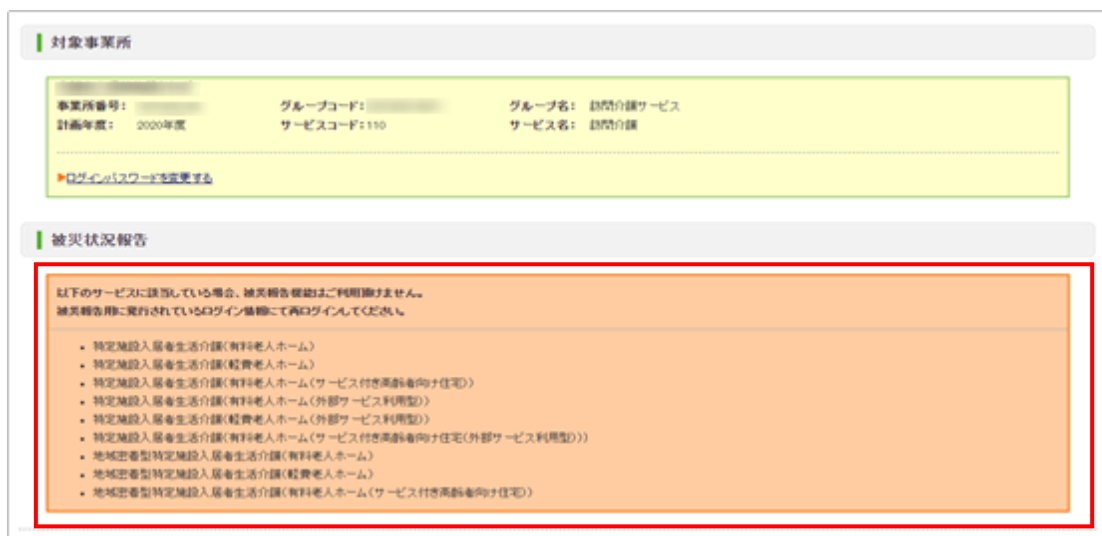 対象事業所
事業所番号： グループコード： グループ名： 訪問介護サービス
計画年度： 2020年度 サービスコード：110 サービス名： 訪問介護
▶ログインパスワードを変更する
被災状況報告
以下のサービスに該当している場合、被災報告機能はご利用頂けません。
被災報告用に発行されているログイン情報にて再ログインしてください。
• 特定施設入居者生活介護(有料老人ホーム)
• 特定施設入居者生活介護(軽費老人ホーム)
• 特定施設入居者生活介護(有料老人ホーム(サービス付き高齢者向け住宅))
• 特定施設入居者生活介護(有料老人ホーム(外部サービス利用型))
• 特定施設入居者生活介護(軽費老人ホーム(外部サービス利用型))
• 特定施設入居者生活介護(有料老人ホーム(サービス付き高齢者向け住宅(外部サービス利用型)))
• 地域密着型特定施設入居者生活介護(有料老人ホーム)
• 地域密着型特定施設入居者生活介護(軽費老人ホーム)
• 地域密着型特定施設入居者生活介護(有料老人ホーム(サービス付き高齢者向け住宅))